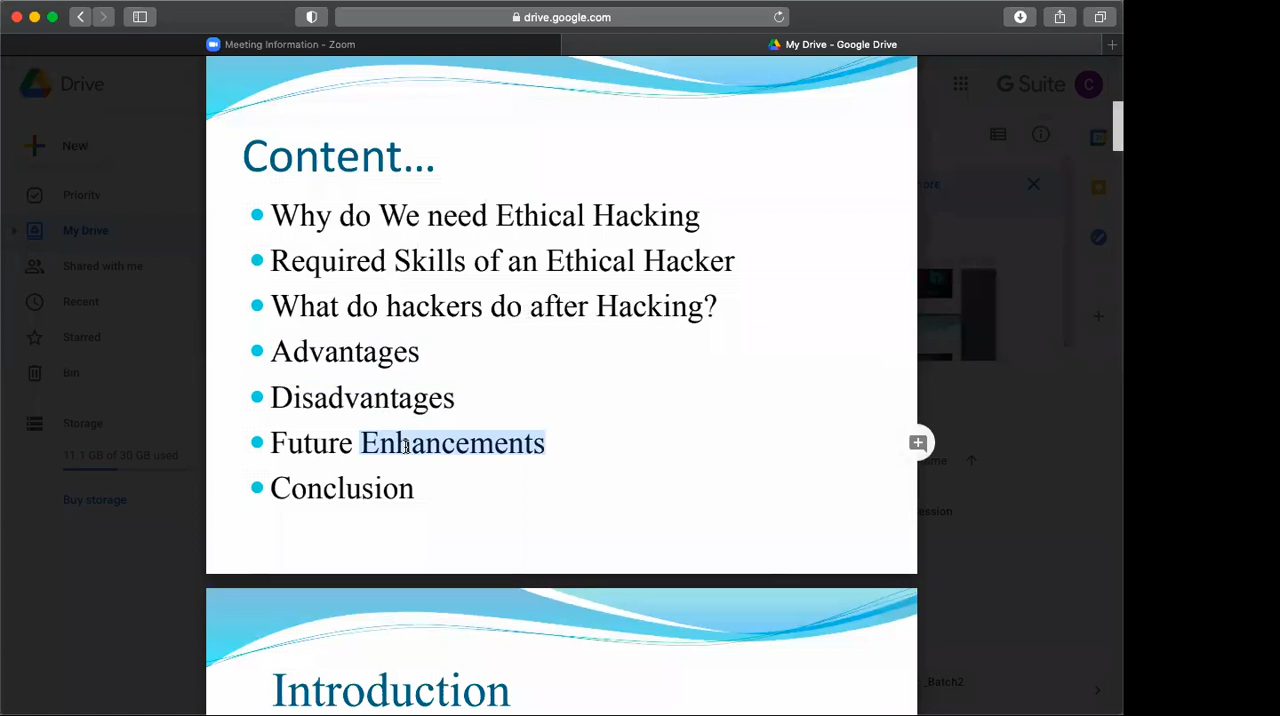 drive.google.com
Meeting Information - Zoom
My Drive - Google Drive
Drive
G Suite
C
New
Priority
My Drive
Shared with me
Recent
Starred
Bin
Storage
11.1 GB of 30 GB used
Buy storage
Content...
Why do We need Ethical Hacking
Required Skills of an Ethical Hacker
What do hackers do after Hacking?
Advantages
Disadvantages
Future Enhancements
Conclusion
Introduction
ore
ession
_Batch2